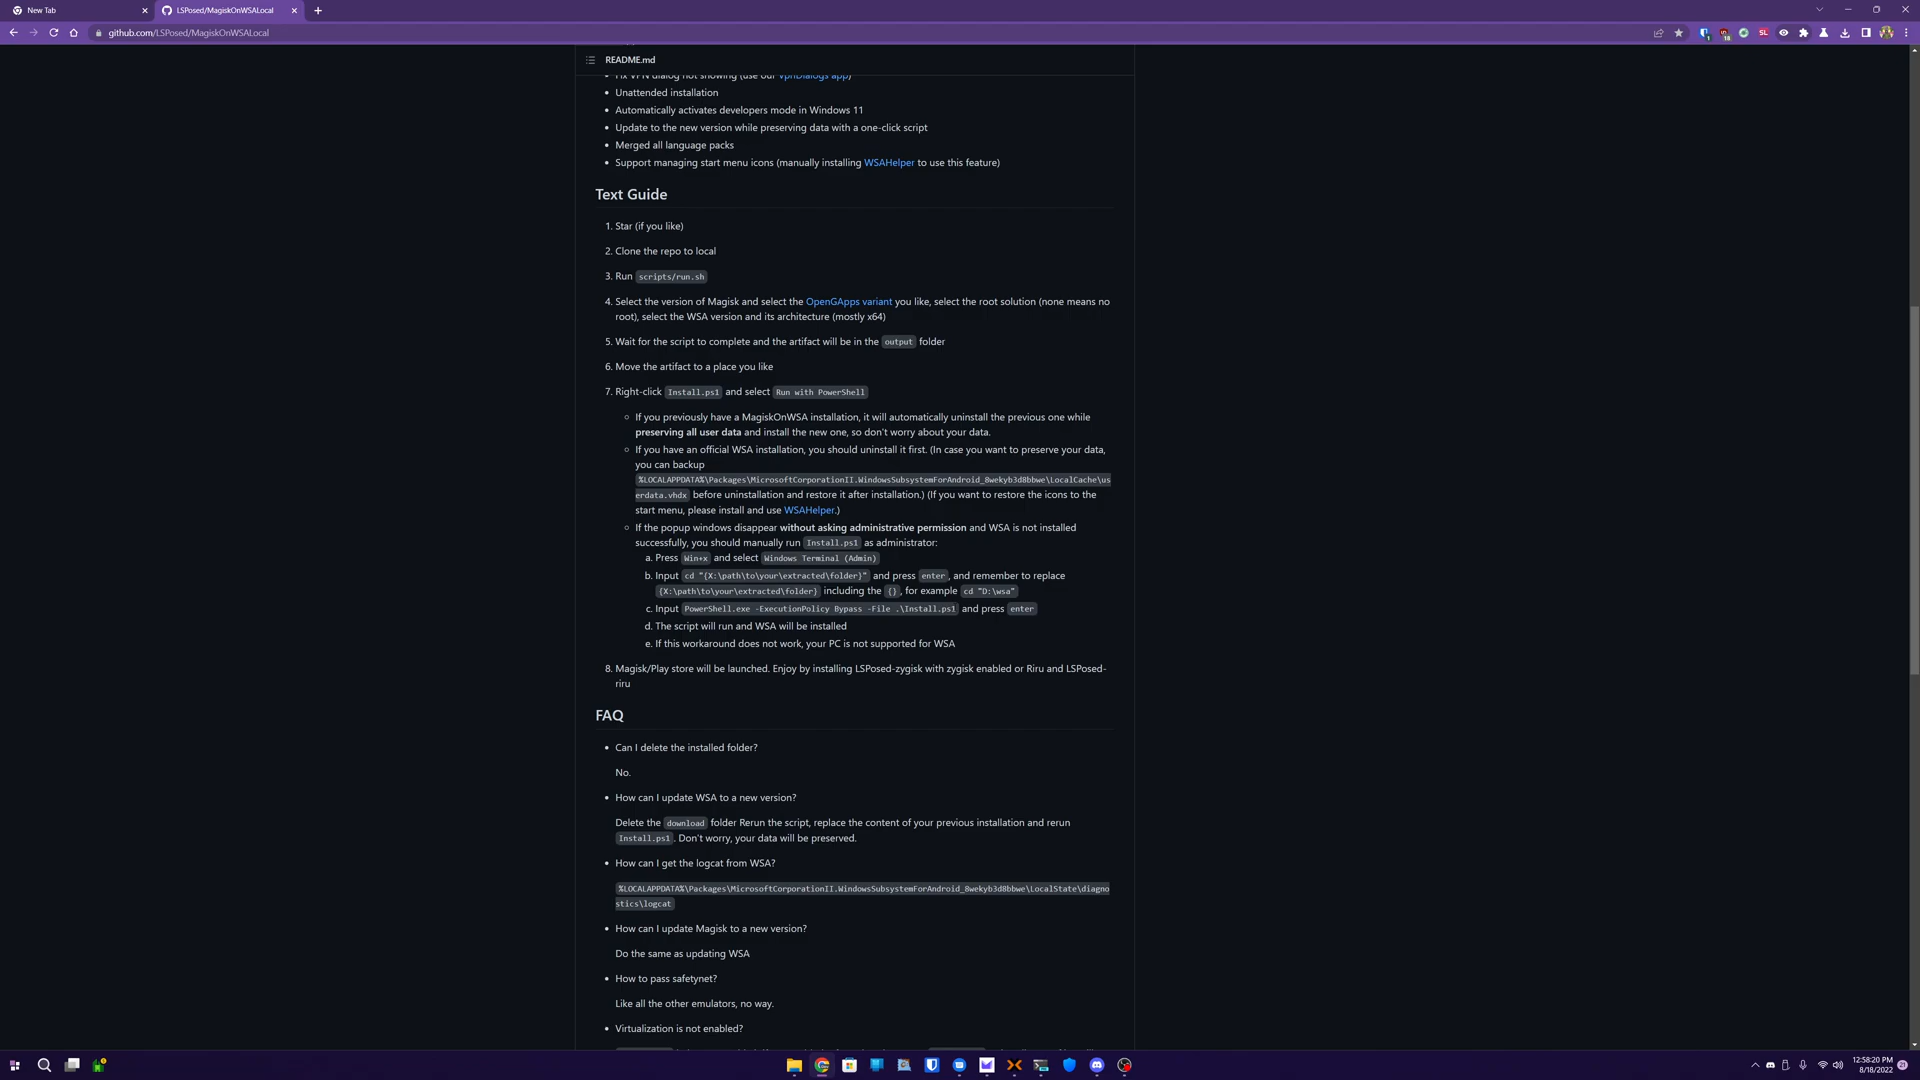 New Tab
LSPosed/MagiskOnWSALocal
github.com/LSPosed/MagiskOnWSALocal
README.md
Fix VPN dialog not showing (use our VpnDialogs app)
Unattended installation
Automatically activates developers mode in Windows 11
Update to the new version while preserving data with a one-click script
Merged all language packs
Support managing start menu icons (manually installing WSAHelper to use this feature)
Text Guide
1. Star (if you like)
2. Clone the repo to local
3. Run scripts/run.sh
4. Select the version of Magisk and select the OpenGApps variant you like, select the root solution (none means no
root), select the WSA version and its architecture (mostly x64)
5. Wait for the script to complete and the artifact will be in the output folder
6. Move the artifact to a place you like
7. Right-click Install.ps1 and select Run with PowerShell
If you previously have a MagiskOnWSA installation, it will automatically uninstall the previous one while
preserving all user data and install the new one, so don't worry about your data.
If you have an official WSA installation, you should uninstall it first. (In case you want to preserve your data,
you can backup
%LOCALAPPDATA%\Packages\MicrosoftCorporationII.WindowsSubsystemForAndroid_8wekyb3d8bbwe\LocalCache\us
erdata.vhdx before uninstallation and restore it after installation.) (If you want to restore the icons to the
start menu, please install and use WSAHelper.)
If the popup windows disappear without asking administrative permission and WSA is not installed
successfully, you should manually run Install.ps1 as administrator:
a. Press Win+x and select Windows Terminal (Admin)
b. Input cd "{X:\path\to\your\extracted\folder}" and press enter, and remember to replace
{X:\path\to\your\extracted\folder} including the {}, for example cd "D:\wsa"
c. Input PowerShell.exe -ExecutionPolicy Bypass -File .\Install.ps1 and press enter
d. The script will run and WSA will be installed
e. If this workaround does not work, your PC is not supported for WSA
8. Magisk/Play store will be launched. Enjoy by installing LSPosed-zygisk with zygisk enabled or Riru and LSPosed-
riru
FAQ
Can I delete the installed folder?
No.
How can I update WSA to a new version?
Delete the download folder Rerun the script, replace the content of your previous installation and rerun
Install.ps1. Don't worry, your data will be preserved.
How can I get the logcat from WSA?
%LOCALAPPDATA%\Packages\MicrosoftCorporationII.WindowsSubsystemForAndroid_8wekyb3d8bbwe\LocalState\diagno
stics\logcat
How can I update Magisk to a new version?
Do the same as updating WSA
How to pass safetynet?
Like all the other emulators, no way.
Virtualization is not enabled?
12:58:20 PM
8/18/2022